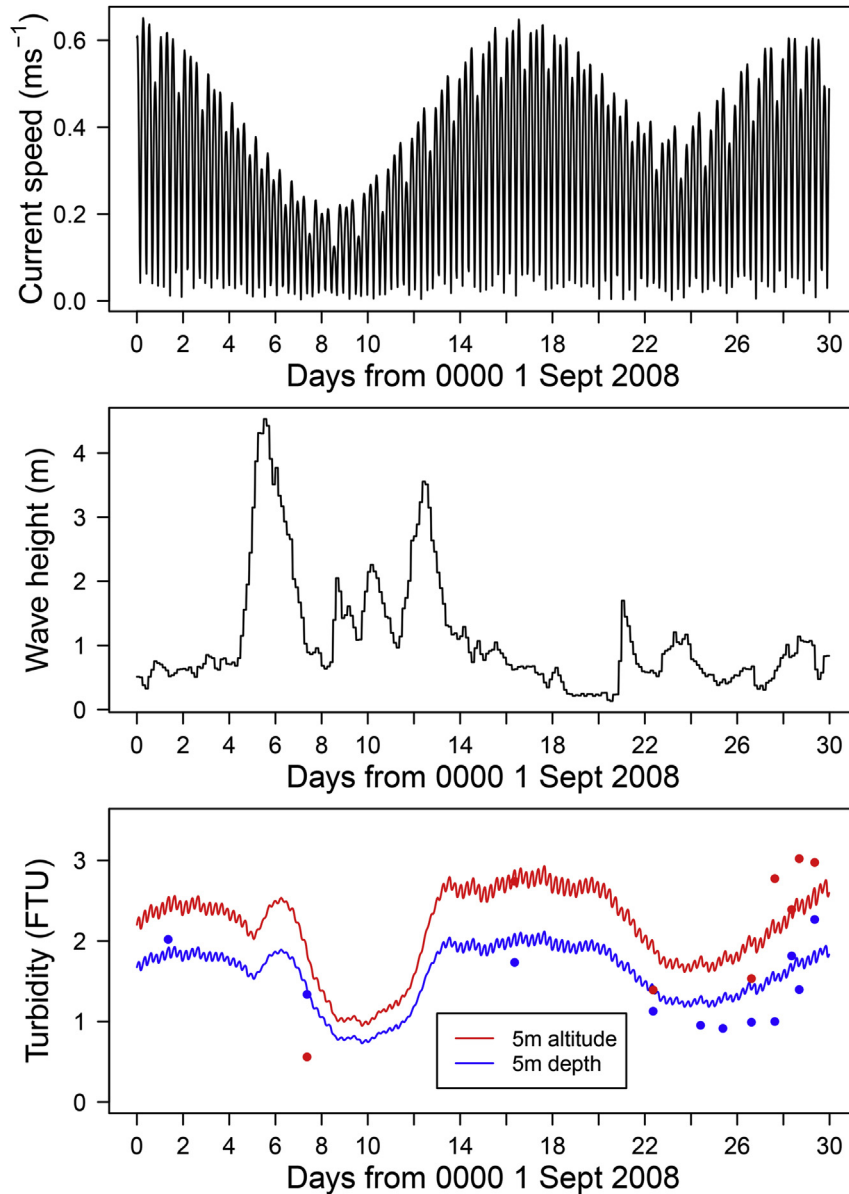 Current speed (ms⁻¹)
0.6
0.4
0.2
0.0
0 2 4 6 8 10 14 18 22 26 30
Days from 0000 1 Sept 2008
Wave height (m)
4
3
2
1
0
0 2 4 6 8 10 14 18 22 26 30
Days from 0000 1 Sept 2008
Turbidity (FTU)
3
2
1
0
5m altitude
5m depth
0 2 4 6 8 10 14 18 22 26 30
Days from 0000 1 Sept 2008